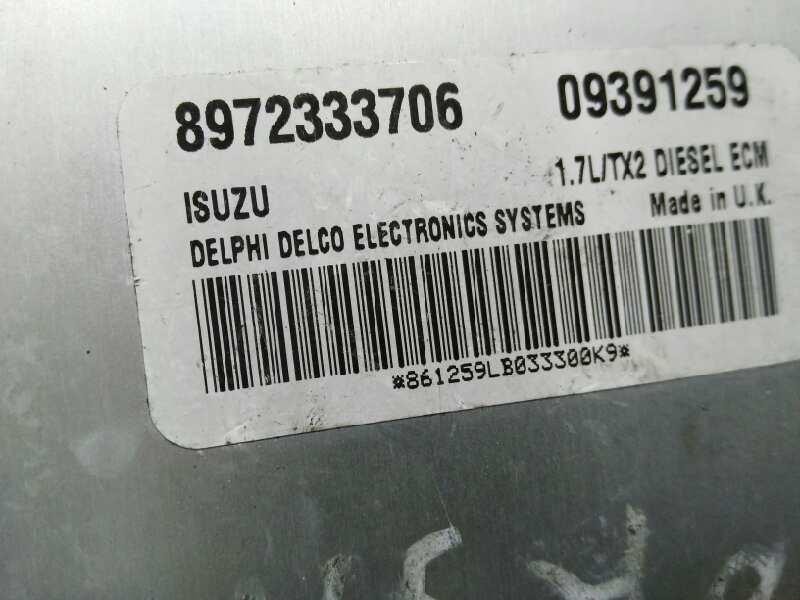 8972333706 09391259
ISUZU 1.7L/TX2 DIESEL ECM
DELPHI DELCO ELECTRONICS SYSTEMS Made in U.K.
*861259LB033300K9*